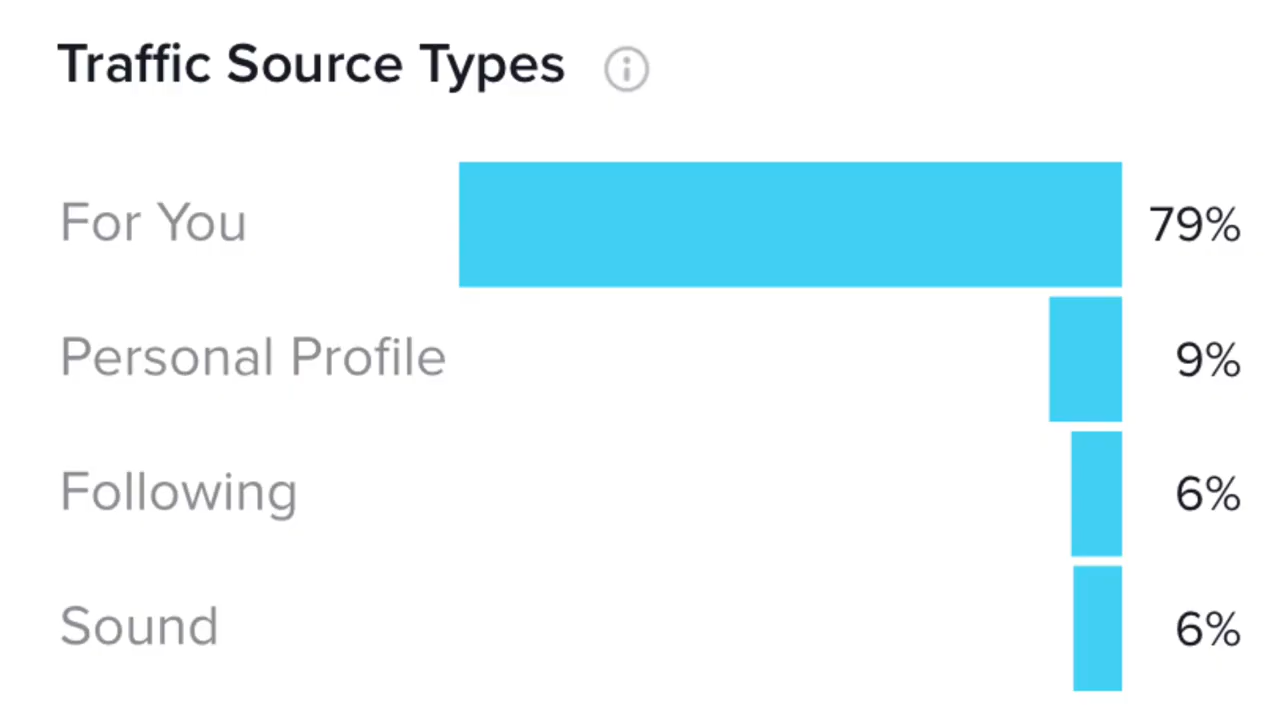 Traffic Source Types
For You 79%
Personal Profile 9%
Following 6%
Sound 6%